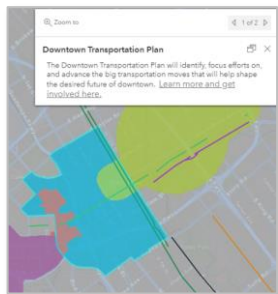 Zoom to
1 of 2
Downtown Transportation Plan
The Downtown Transportation Plan will identify, focus efforts on,
and advance the big transportation moves that will help shape
the desired future of downtown. Learn more and get
involved here.